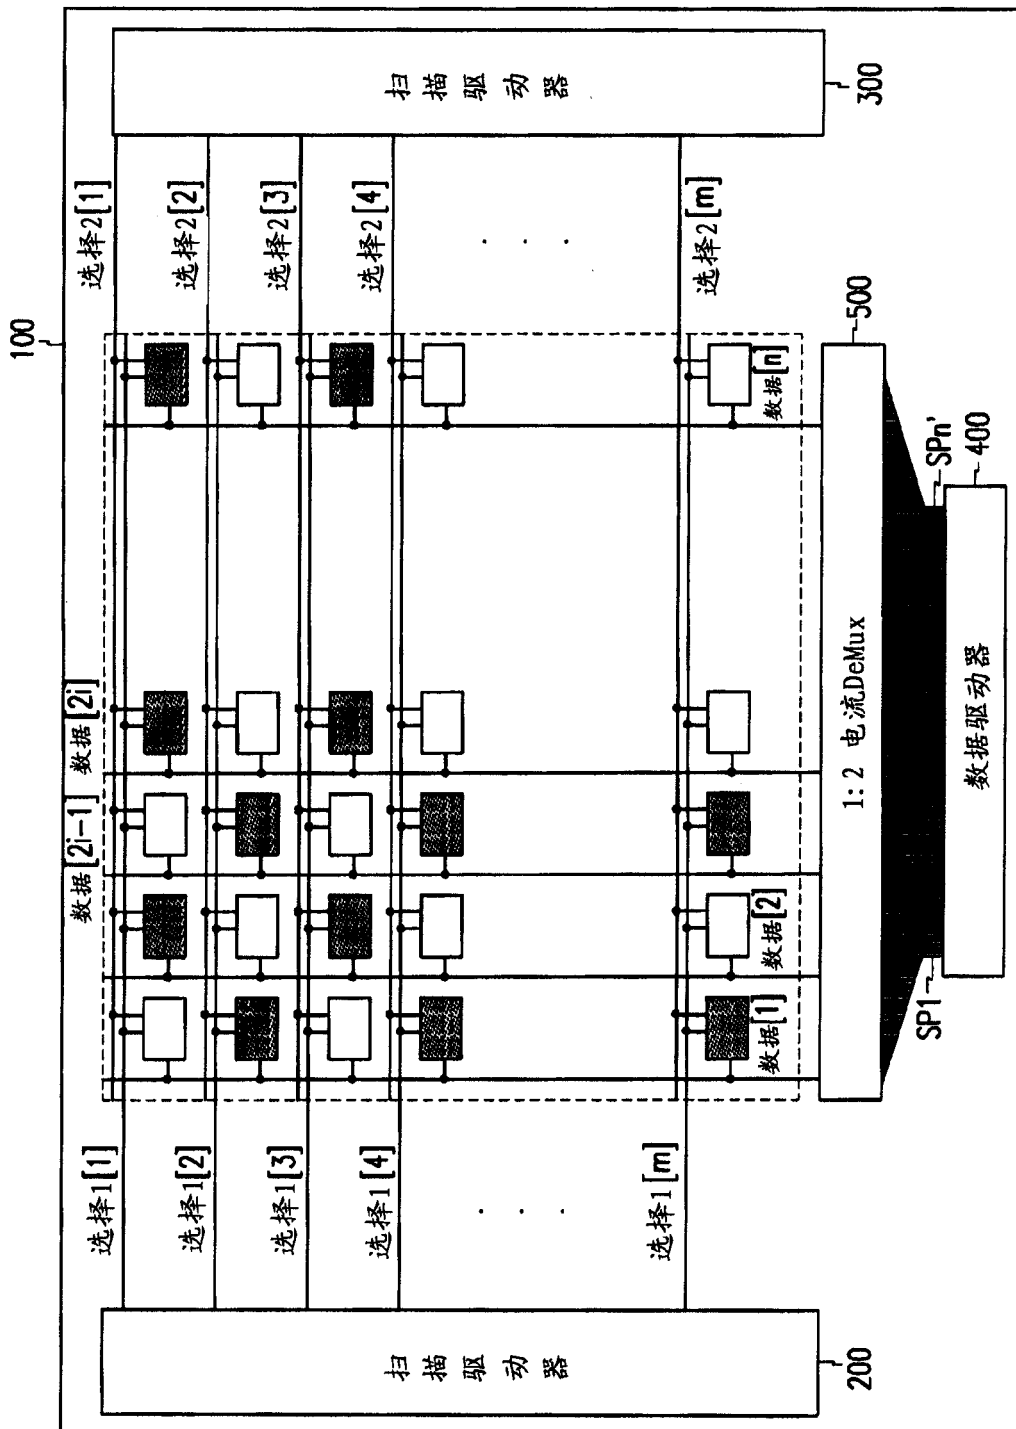 100
扫描驱动器
300
选择2[1]
选择2[2]
选择2[3]
选择2[4]
· · ·
选择2[m]
数据[2i-1]
数据[2i]
数据[1]
数据[2]
数据[n]
选择1[1]
选择1[2]
选择1[3]
选择1[4]
· · ·
选择1[m]
扫描驱动器
200
1:2 电流DeMux
500
SP1
SPn'
数据驱动器
400